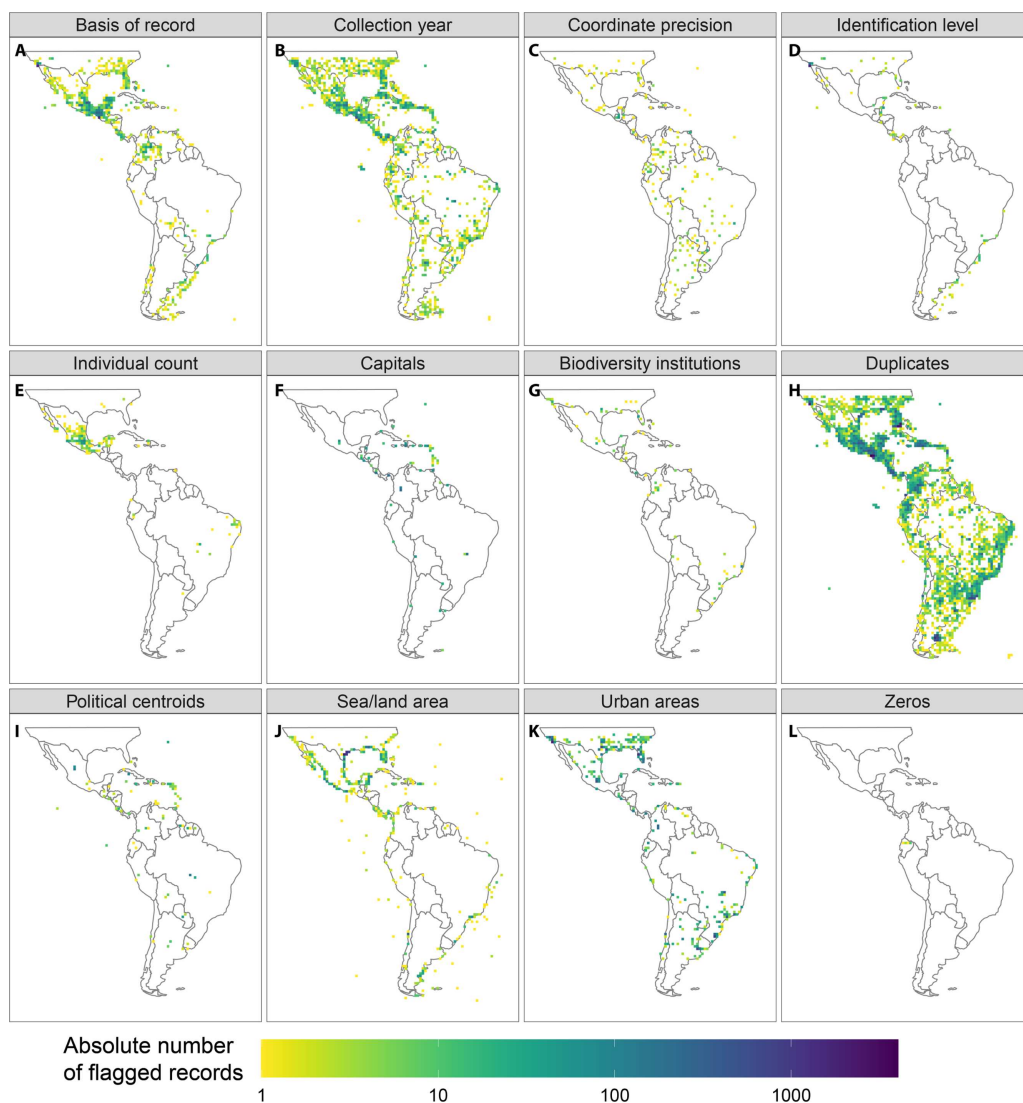 Basis of record
Collection year
Coordinate precision
Identification level
A
B
C
D
Individual count
Capitals
Biodiversity institutions
Duplicates
E
F
G
H
Political centroids
Sea/land area
Urban areas
Zeros
I
J
K
L
Absolute number
of flagged records
1 10 100 1000